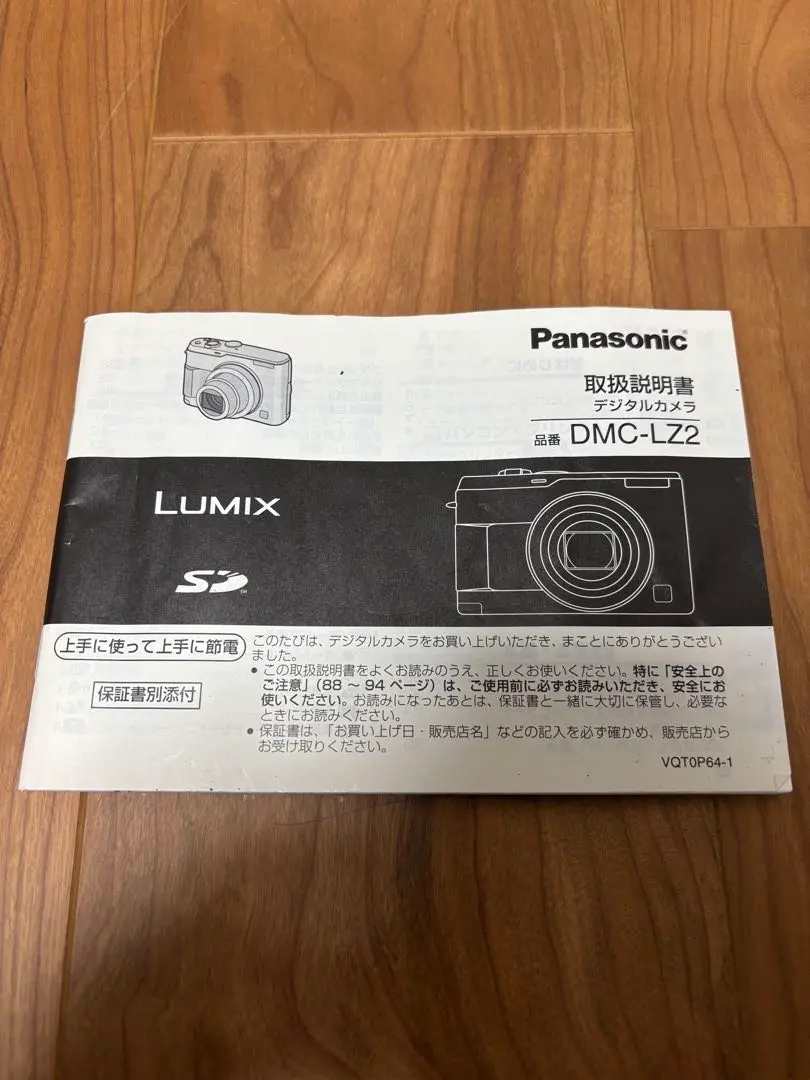 Panasonic
取扱説明書
デジタルカメラ
品番 DMC-LZ2
LUMIX
SD™
上手に使って上手に節電
保証書別添付
このたびは、デジタルカメラをお買い上げいただき、まことにありがとうござい
ました。
● この取扱説明書をよくお読みのうえ、正しくお使いください。特に「安全上の
ご注意」(88 ～ 94 ページ)は、ご使用前に必ずお読みいただき、安全にお
使いください。お読みになったあとは、保証書と一緒に大切に保管し、必要な
ときにお読みください。
● 保証書は、「お買い上げ日・販売店名」などの記入を必ず確かめ、販売店から
お受け取りください。
VQT0P64-1